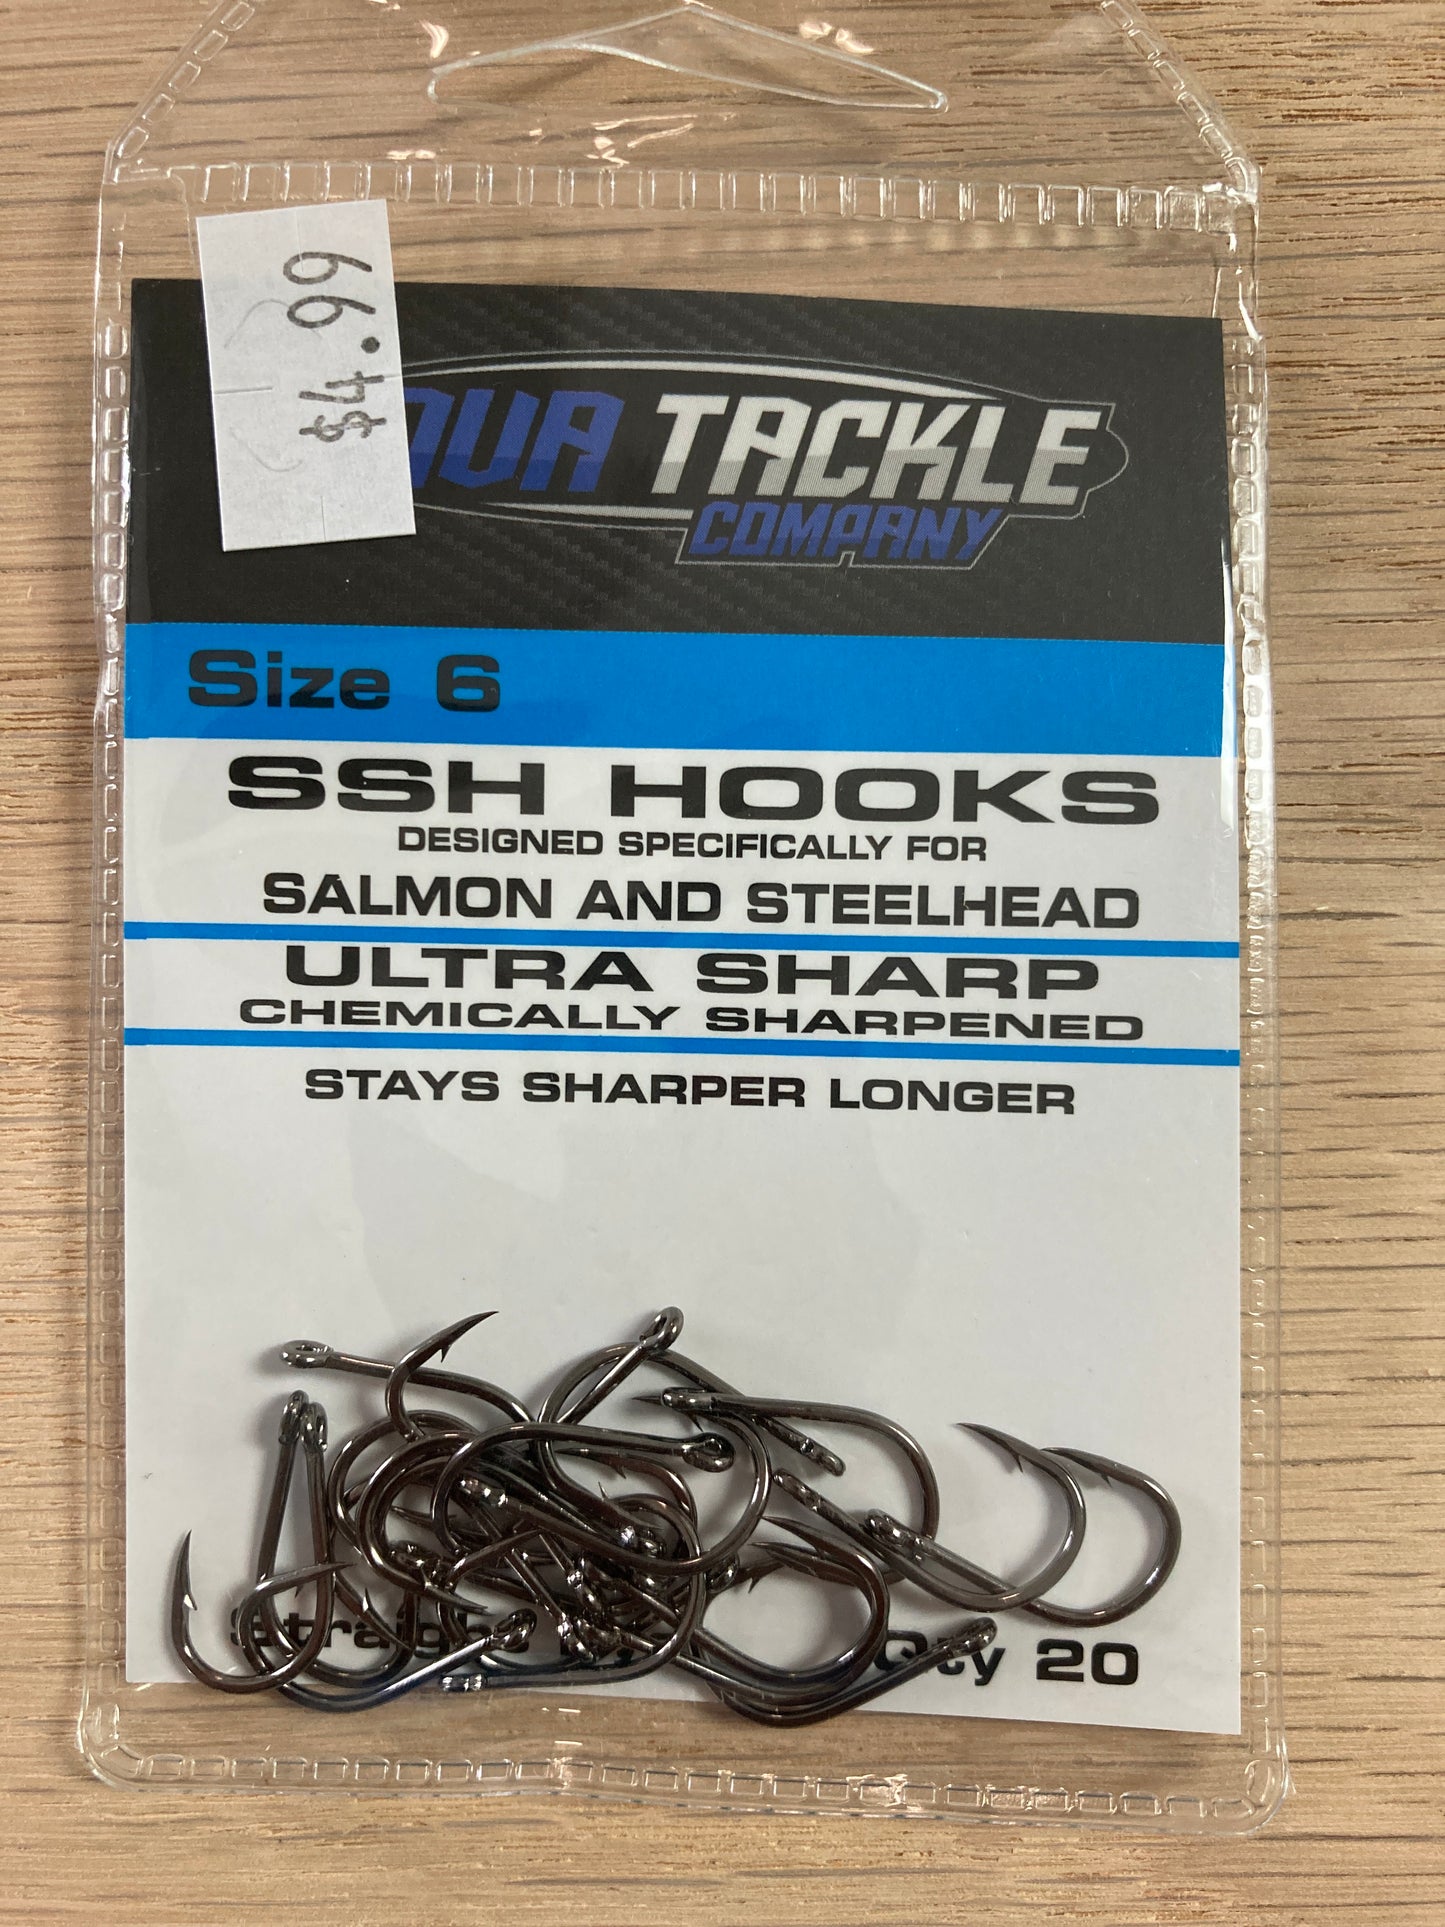 $4.99
TACKLE
COMPANY
Size 6
SSH HOOKS
DESIGNED SPECIFICALLY FOR
SALMON AND STEELHEAD
ULTRA SHARP
CHEMICALLY SHARPENED
STAYS SHARPER LONGER
Straight Qty 20